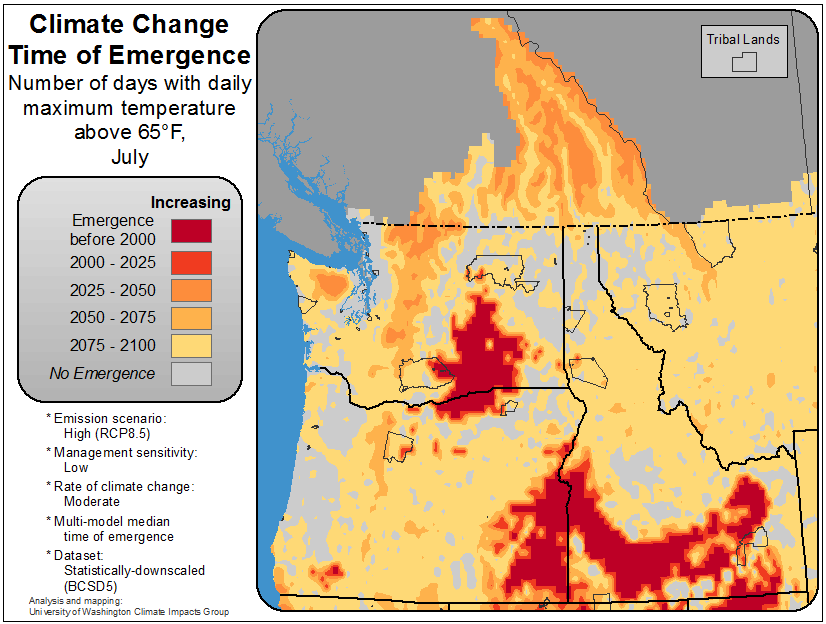 Climate Change
Time of Emergence
Number of days with daily
maximum temperature
above 65°F,
July
Tribal Lands
Increasing
Emergence
before 2000
2000 - 2025
2025 - 2050
2050 - 2075
2075 - 2100
No Emergence
* Emission scenario:
High (RCP8.5)
* Management sensitivity:
Low
* Rate of climate change:
Moderate
* Multi-model median
time of emergence
* Dataset:
Statistically-downscaled
(BCSD5)
Analysis and mapping:
University of Washington Climate Impacts Group